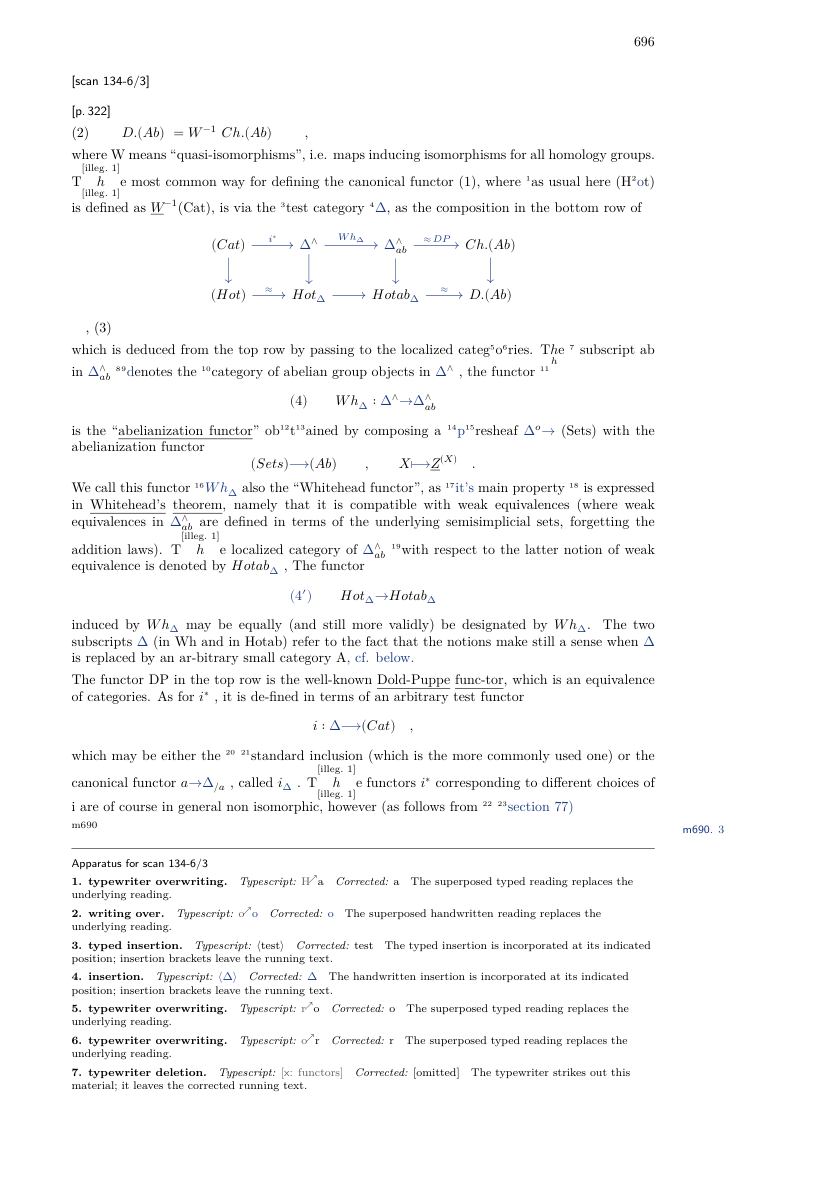 696
[scan 134-6/3]
[p. 322]
(2) D.(Ab) = W⁻¹ Ch.(Ab) ,
where W means “quasi-isomorphisms”, i.e. maps inducing isomorphisms for all homology groups.
[illeg. 1]
T h e most common way for defining the canonical functor (1), where ¹as usual here (H²ot)
[illeg. 1]
is defined as W⁻¹(Cat), is via the ³test category ⁴Δ, as the composition in the bottom row of
(Cat) —i*→ Δ^ —Wh_Δ→ Δ^_ab —≈DP→ Ch.(Ab)
↓ ↓ ↓ ↓
(Hot) —≈→ Hot_Δ ⟶ Hotab_Δ —≈→ D.(Ab)
, (3)
which is deduced from the top row by passing to the localized categ⁵o⁶ries. The ⁷ subscript ab
h
in Δ^_ab ⁸ ⁹denotes the ¹⁰category of abelian group objects in Δ^ , the functor ¹¹
(4) Wh_Δ : Δ^→Δ^_ab
is the “abelianization functor” ob¹²t¹³ained by composing a ¹⁴p¹⁵resheaf Δ° → (Sets) with the
abelianization functor
(Sets)⟶(Ab) , X⟼Z^(X) .
We call this functor ¹⁶Wh_Δ also the “Whitehead functor”, as ¹⁷it's main property ¹⁸ is expressed
in Whitehead's theorem, namely that it is compatible with weak equivalences (where weak
equivalences in Δ^_ab are defined in terms of the underlying semisimplicial sets, forgetting the
[illeg. 1]
addition laws). T h e localized category of Δ^_ab ¹⁹with respect to the latter notion of weak
equivalence is denoted by Hotab_Δ , The functor
(4′) Hot_Δ→Hotab_Δ
induced by Wh_Δ may be equally (and still more validly) be designated by Wh_Δ. The two
subscripts Δ (in Wh and in Hotab) refer to the fact that the notions make still a sense when Δ
is replaced by an ar-bitrary small category A, cf. below.
The functor DP in the top row is the well-known Dold-Puppe func-tor, which is an equivalence
of categories. As for i* , it is de-fined in terms of an arbitrary test functor
i : Δ⟶(Cat) ,
which may be either the ²⁰ ²¹standard inclusion (which is the more commonly used one) or the
[illeg. 1]
canonical functor a→Δ_/a , called i_Δ . T h e functors i* corresponding to different choices of
[illeg. 1]
i are of course in general non isomorphic, however (as follows from ²² ²³section 77)
m690
m690. 3
Apparatus for scan 134-6/3
1. typewriter overwriting. Typescript: H↗a Corrected: a The superposed typed reading replaces the
underlying reading.
2. writing over. Typescript: o↗o Corrected: o The superposed handwritten reading replaces the
underlying reading.
3. typed insertion. Typescript: ⟨test⟩ Corrected: test The typed insertion is incorporated at its indicated
position; insertion brackets leave the running text.
4. insertion. Typescript: ⟨Δ⟩ Corrected: Δ The handwritten insertion is incorporated at its indicated
position; insertion brackets leave the running text.
5. typewriter overwriting. Typescript: r↗o Corrected: o The superposed typed reading replaces the
underlying reading.
6. typewriter overwriting. Typescript: o↗r Corrected: r The superposed typed reading replaces the
underlying reading.
7. typewriter deletion. Typescript: [x: functors] Corrected: [omitted] The typewriter strikes out this
material; it leaves the corrected running text.